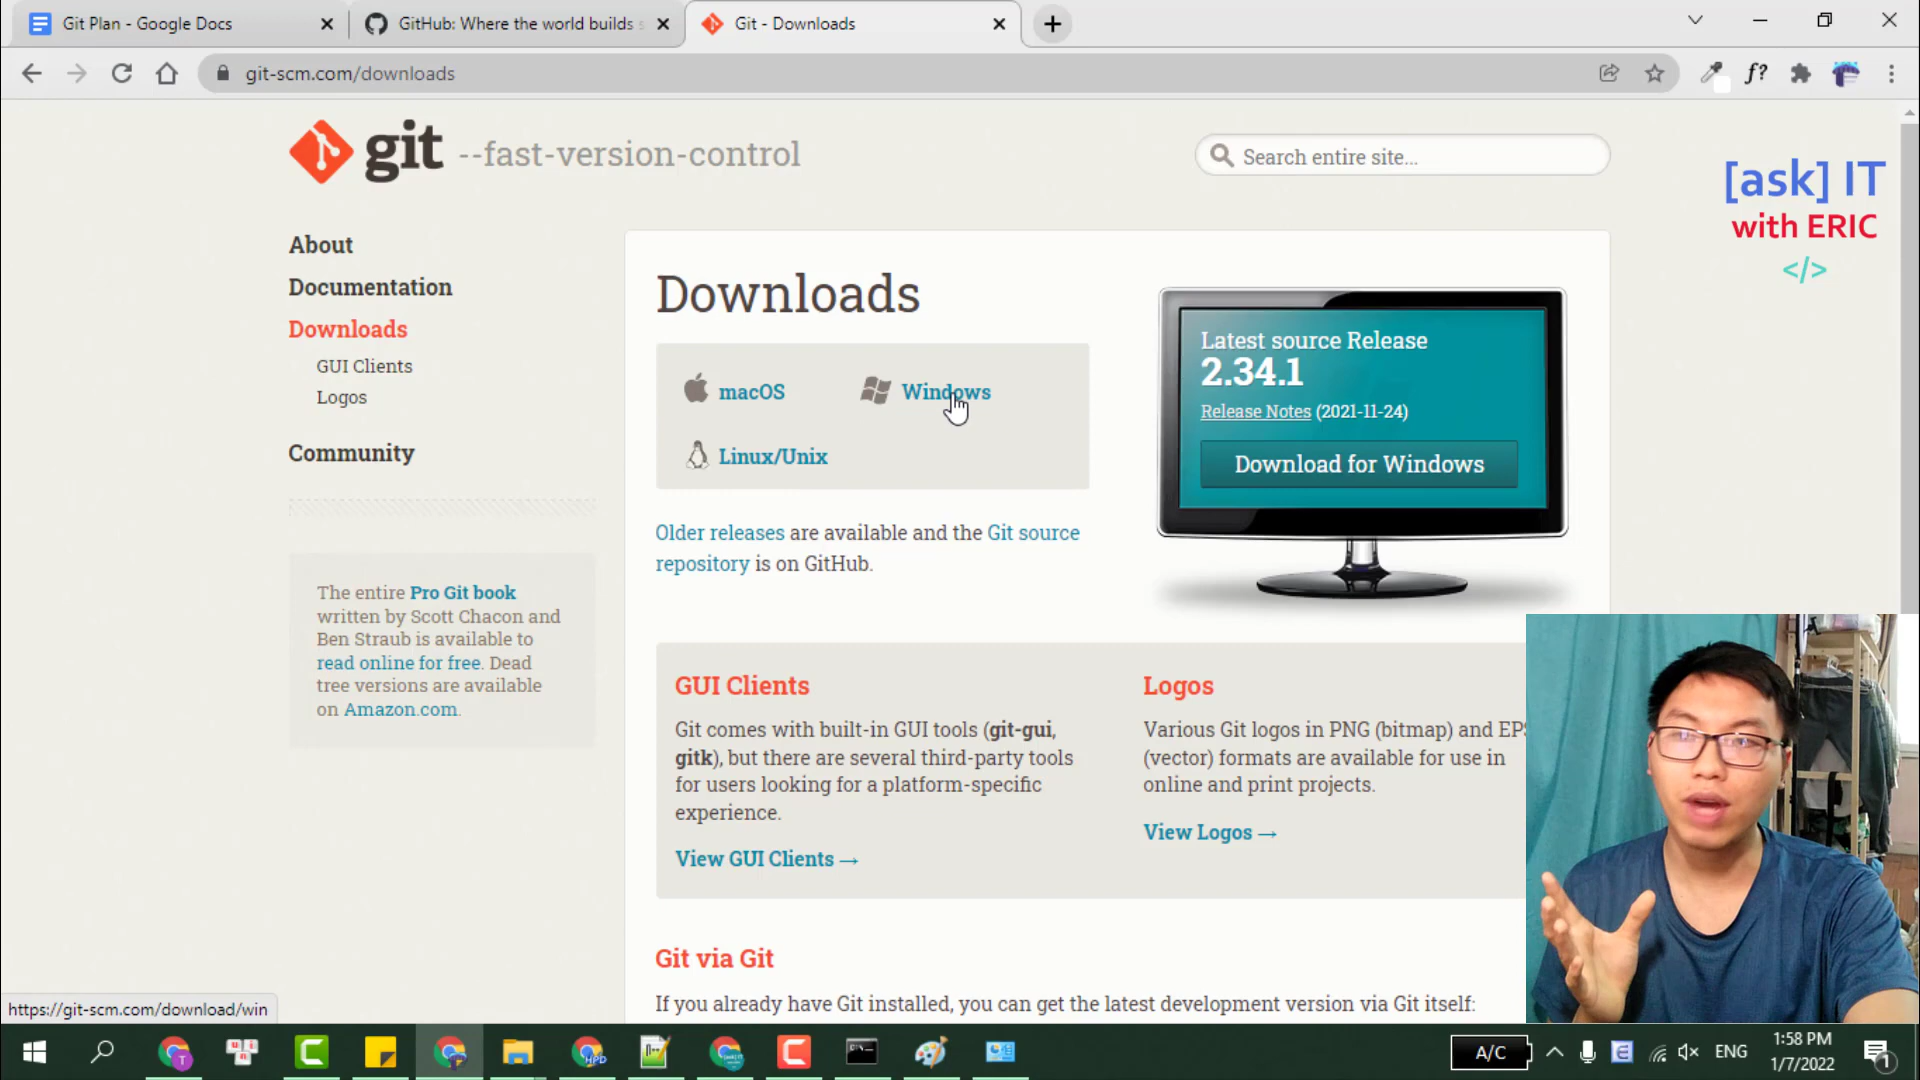 Git Plan - Google Docs
GitHub: Where the world builds
Git - Downloads
git-scm.com/downloads
f?
git --fast-version-control
Search entire site...
[ask] IT
with ERIC
</>
About
Documentation
Downloads
GUI Clients
Logos
Community
The entire Pro Git book
written by Scott Chacon and
Ben Straub is available to
read online for free. Dead
tree versions are available
on Amazon.com.
Downloads
macOS
Windows
Linux/Unix
Older releases are available and the Git source
repository is on GitHub.
Latest source Release
2.34.1
Release Notes (2021-11-24)
Download for Windows
GUI Clients
Git comes with built-in GUI tools (git-gui,
gitk), but there are several third-party tools
for users looking for a platform-specific
experience.
View GUI Clients →
Logos
Various Git logos in PNG (bitmap) and EP
(vector) formats are available for use in
online and print projects.
View Logos →
Git via Git
If you already have Git installed, you can get the latest development version via Git itself:
https://git-scm.com/download/win
A/C
ENG
1:58 PM
1/7/2022
1